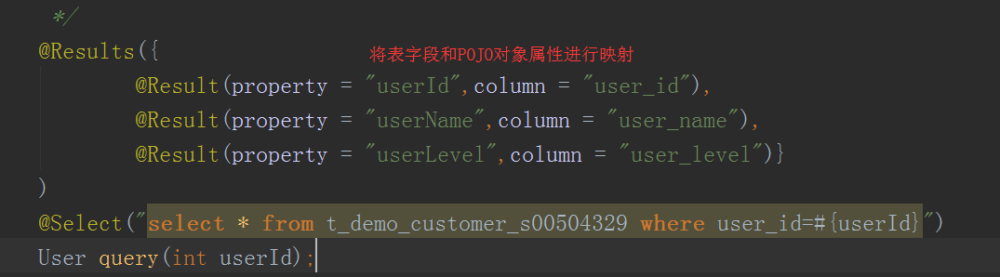 */
@Results({ 将表字段和POJO对象属性进行映射
@Result(property = "userId",column = "user_id"),
@Result(property = "userName",column = "user_name"),
@Result(property = "userLevel",column = "user_level")}
)
@Select("select * from t_demo_customer_s00504329 where user_id=#{userId}")
User query(int userId);